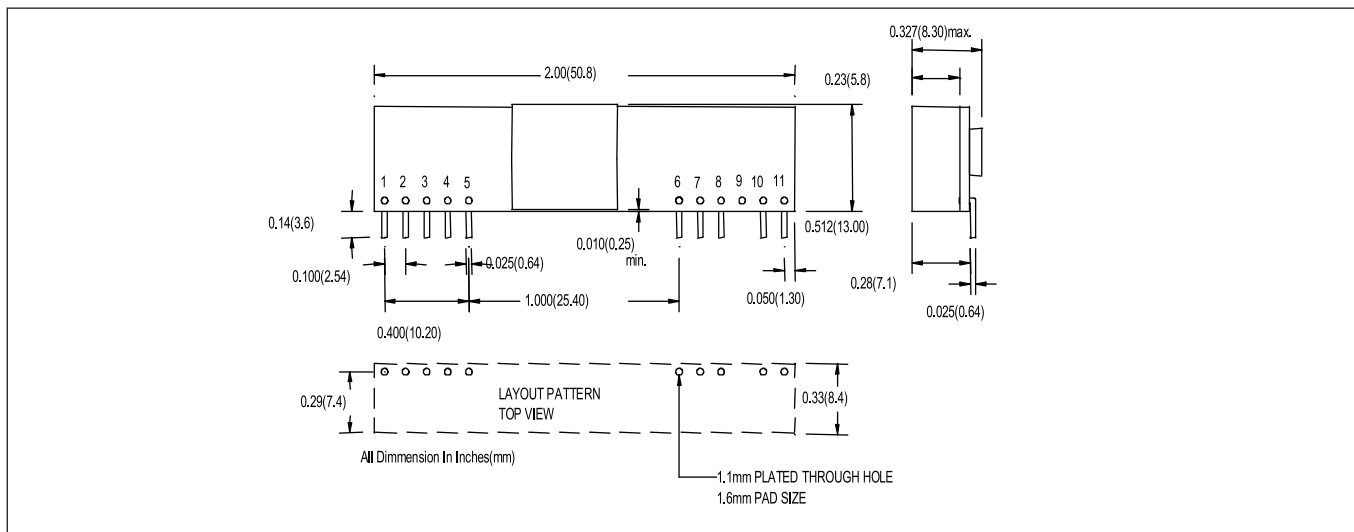 0.327(8.30)max.
2.00(50.8)
0.23(5.8)
1 2 3 4 5 6 7 8 9 10 11
0.14(3.6)
0.512(13.00)
0.010(0.25)
min.
0.025(0.64)
0.100(2.54)
0.28(7.1)
1.000(25.40)
0.050(1.30)
0.025(0.64)
0.400(10.20)
0.29(7.4)
LAYOUT PATTERN
TOP VIEW
0.33(8.4)
All Dimmension In Inches(mm)
1.1mm PLATED THROUGH HOLE
1.6mm PAD SIZE